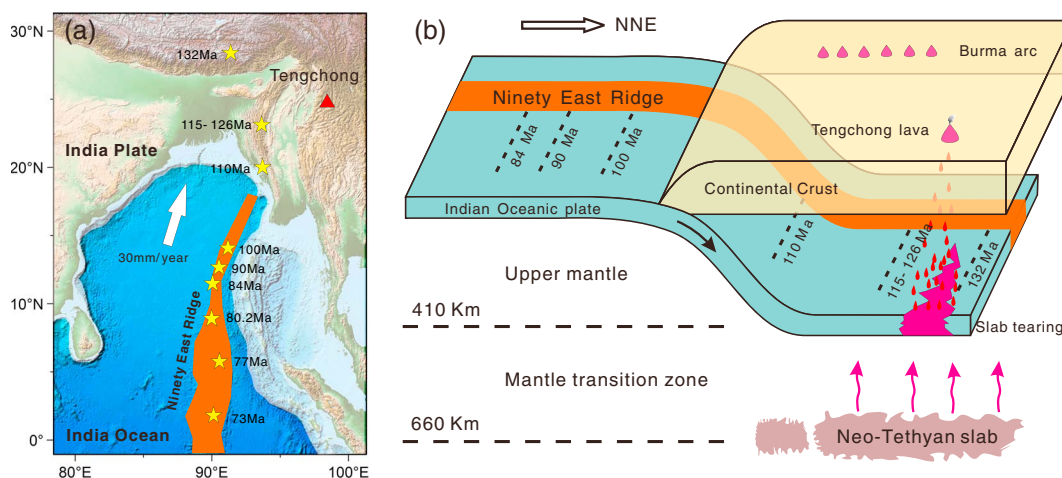 (a)
30°N
20°N
10°N
0°
80°E
90°E
100°E
132Ma
Tengchong
115- 126Ma
India Plate
110Ma
30mm/year
100Ma
90Ma
84Ma
80.2Ma
Ninety East Ridge
77Ma
73Ma
India Ocean
(b)
NNE
Burma arc
Ninety East Ridge
84 Ma
90 Ma
100 Ma
Tengchong lava
Continental Crust
Indian Oceanic plate
110 Ma
115- 126 Ma
132 Ma
Upper mantle
410 Km
Slab tearing
Mantle transition zone
660 Km
Neo-Tethyan slab